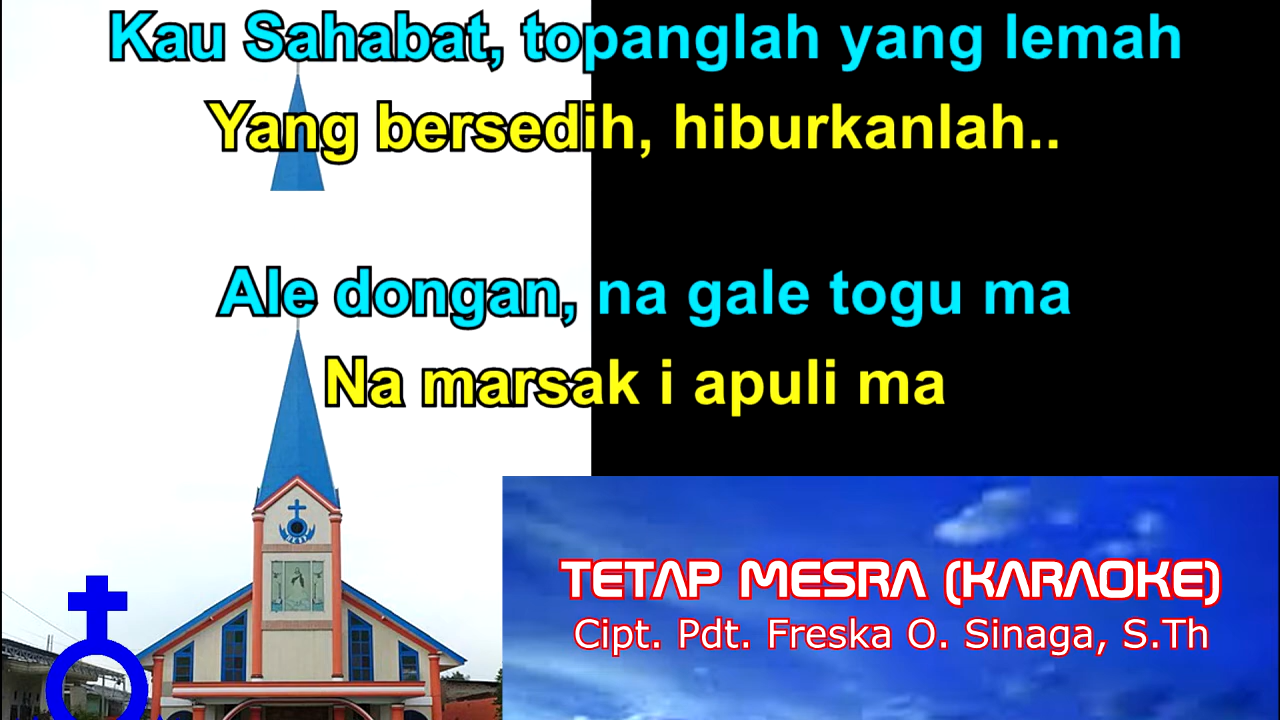 Kau Sahabat, topanglah yang lemah
Yang bersedih, hiburkanlah..
Ale dongan, na gale togu ma
Na marsak i apuli ma
TETAP MESRA (KARAOKE)
Cipt. Pdt. Freska O. Sinaga, S.Th